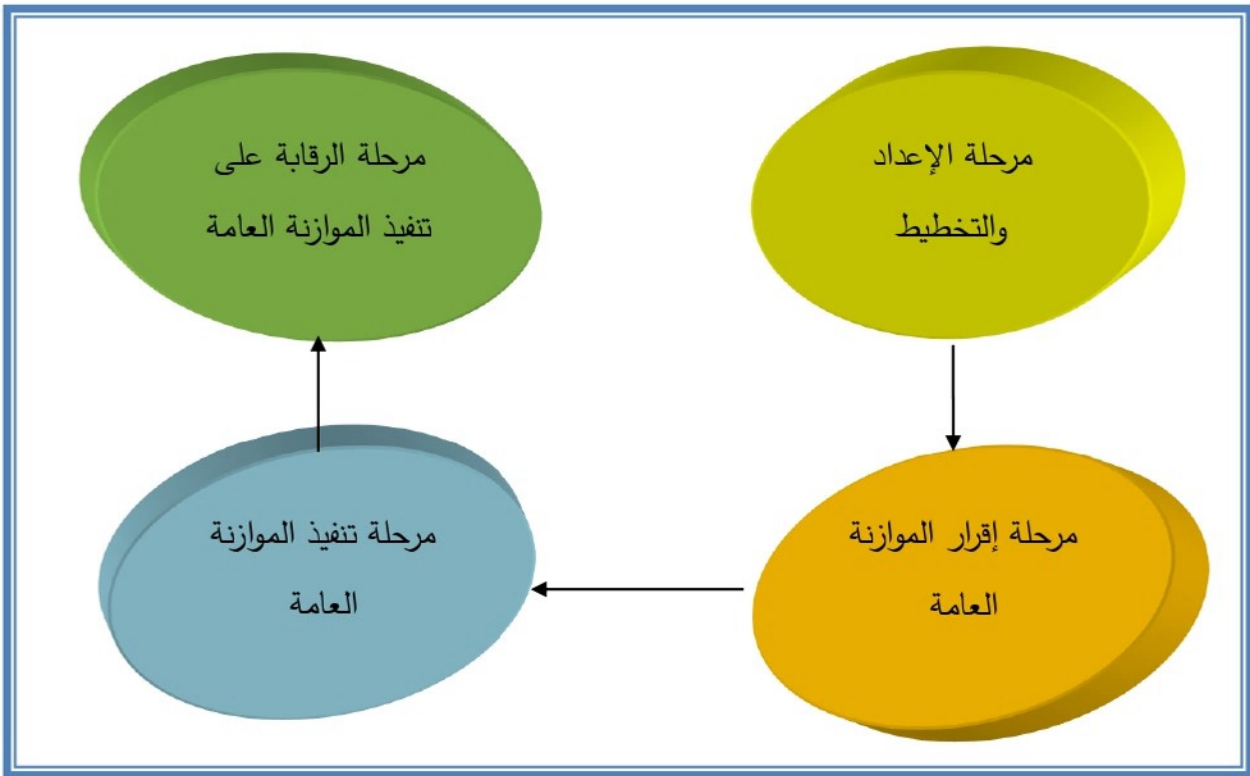 مرحلة الإعداد
والتخطيط
مرحلة إقرار الموازنة
العامة
مرحلة تنفيذ الموازنة
العامة
مرحلة الرقابة على
تنفيذ الموازنة العامة